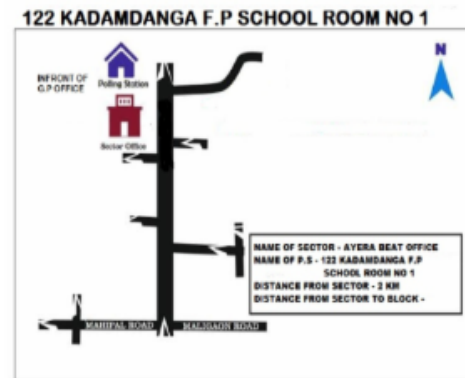 122 KADAMDANGA F.P SCHOOL ROOM NO 1
N
INFRONT OF
G.P OFFICE
Polling Station
Sector Office
NAME OF SECTOR - AYERA BEAT OFFICE
NAME OF P.S - 122 KADAMDANGA F.P
SCHOOL ROOM NO 1
DISTANCE FROM SECTOR - 2 KM
DISTANCE FROM SECTOR TO BLOCK -
MAHIPAL ROAD
MALIGAON ROAD